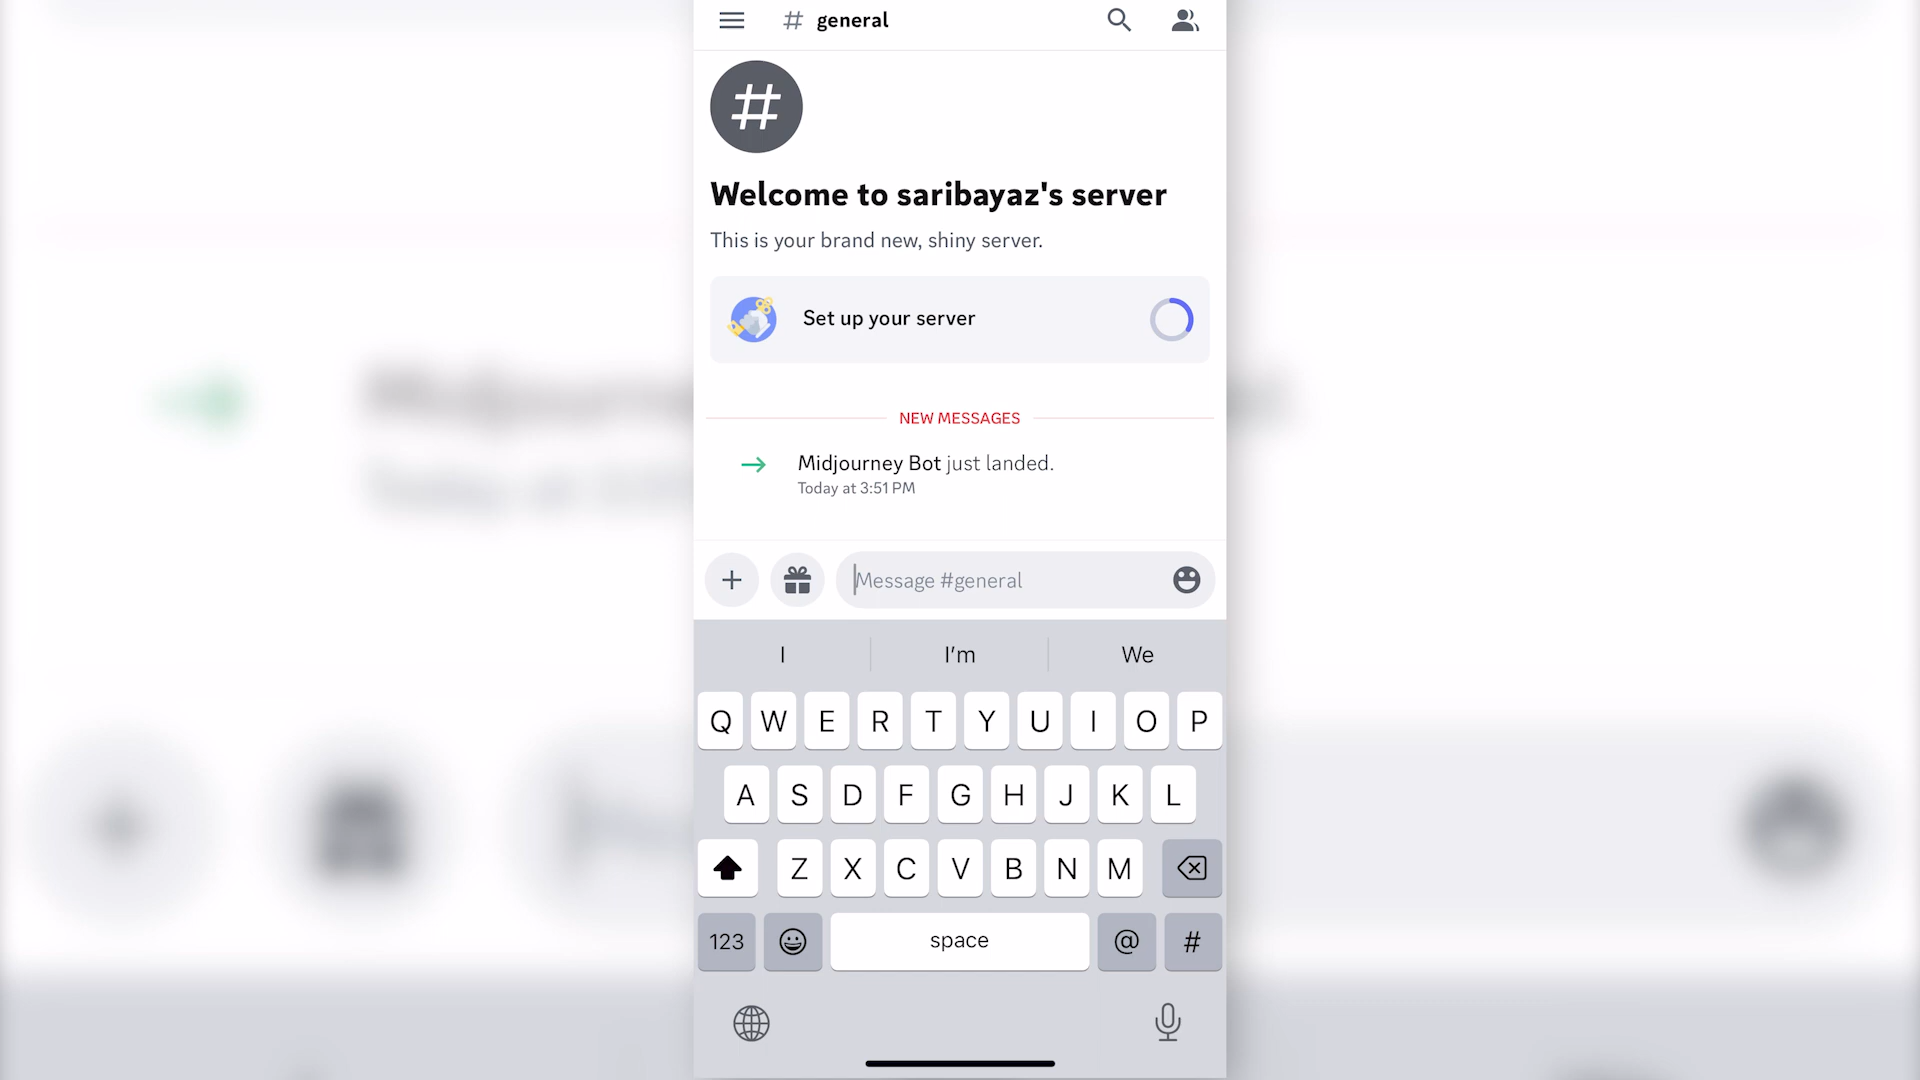 # general
#
Welcome to saribayaz's server
This is your brand new, shiny server.
Set up your server
NEW MESSAGES
Midjourney Bot just landed.
Today at 3:51 PM
Message #general
I I'm We
Q W E R T Y U I O P
A S D F G H J K L
Z X C V B N M
123 space @ #